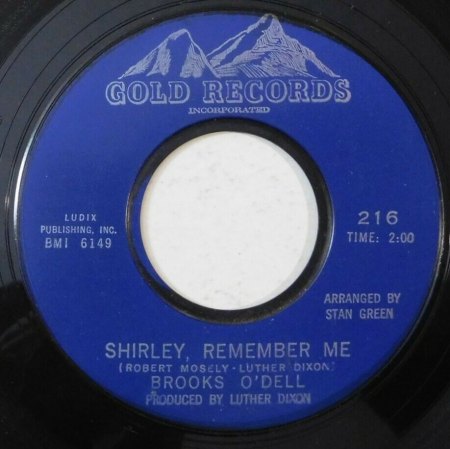 GOLD RECORDS
INCORPORATED
LUDIX
PUBLISHING, INC.
BMI 6149
216
TIME: 2:00
ARRANGED BY
STAN GREEN
SHIRLEY, REMEMBER ME
(ROBERT MOSELY - LUTHER DIXON)
BROOKS O'DELL
PRODUCED BY LUTHER DIXON